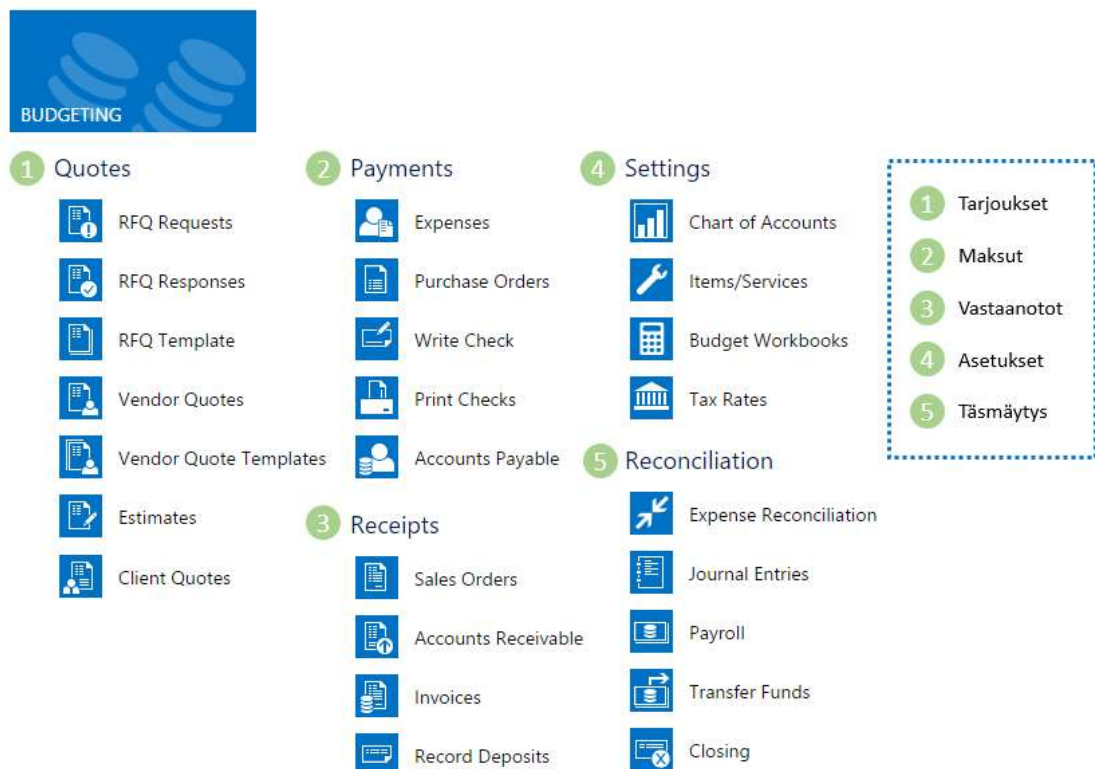 BUDGETING
1 Quotes
RFQ Requests
RFQ Responses
RFQ Template
Vendor Quotes
Vendor Quote Templates
Estimates
Client Quotes
2 Payments
Expenses
Purchase Orders
Write Check
Print Checks
Accounts Payable
3 Receipts
Sales Orders
Accounts Receivable
Invoices
Record Deposits
4 Settings
Chart of Accounts
Items/Services
Budget Workbooks
Tax Rates
5 Reconciliation
Expense Reconciliation
Journal Entries
Payroll
Transfer Funds
Closing
1 Tarjoukset
2 Maksut
3 Vastaanotot
4 Asetukset
5 Täsmäytys